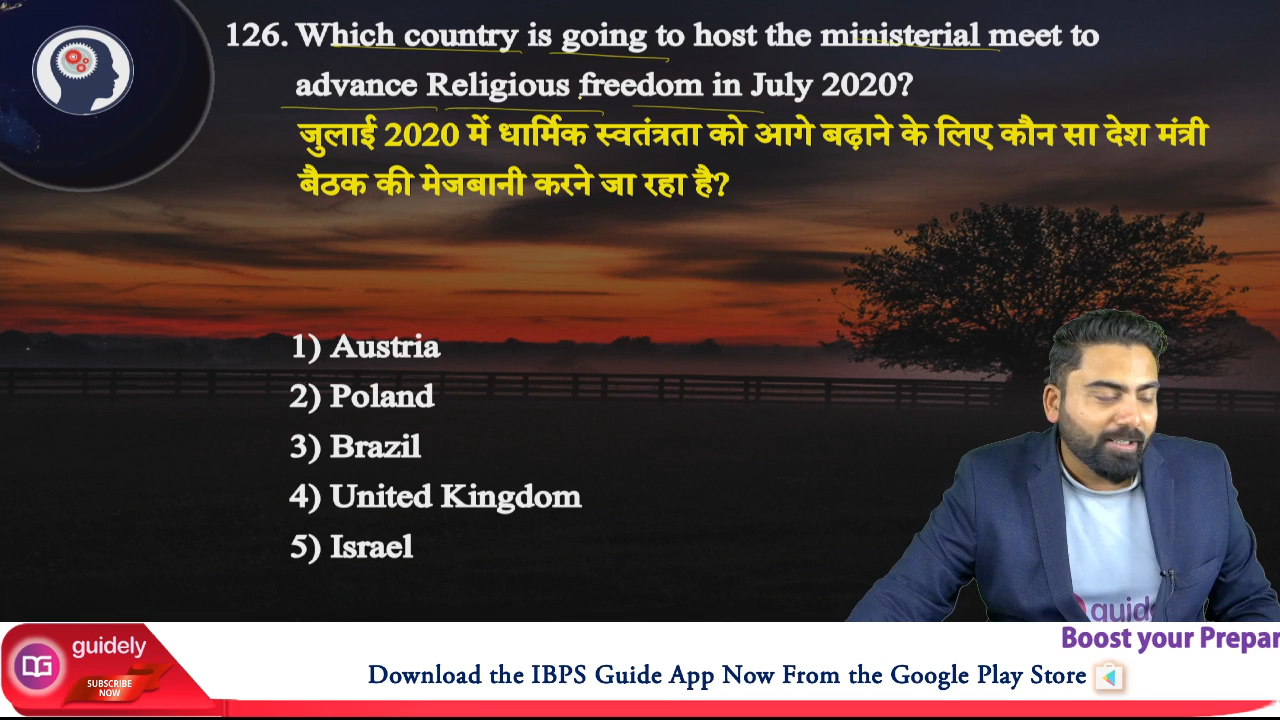 126. Which country is going to host the ministerial meet to
advance Religious freedom in July 2020?
जुलाई 2020 में धार्मिक स्वतंत्रता को आगे बढ़ाने के लिए कौन सा देश मंत्री
बैठक की मेजबानी करने जा रहा है?
1) Austria
2) Poland
3) Brazil
4) United Kingdom
5) Israel
guid
guidely
Boost your Prepar
SUBSCRIBE
NOW
Download the IBPS Guide App Now From the Google Play Store